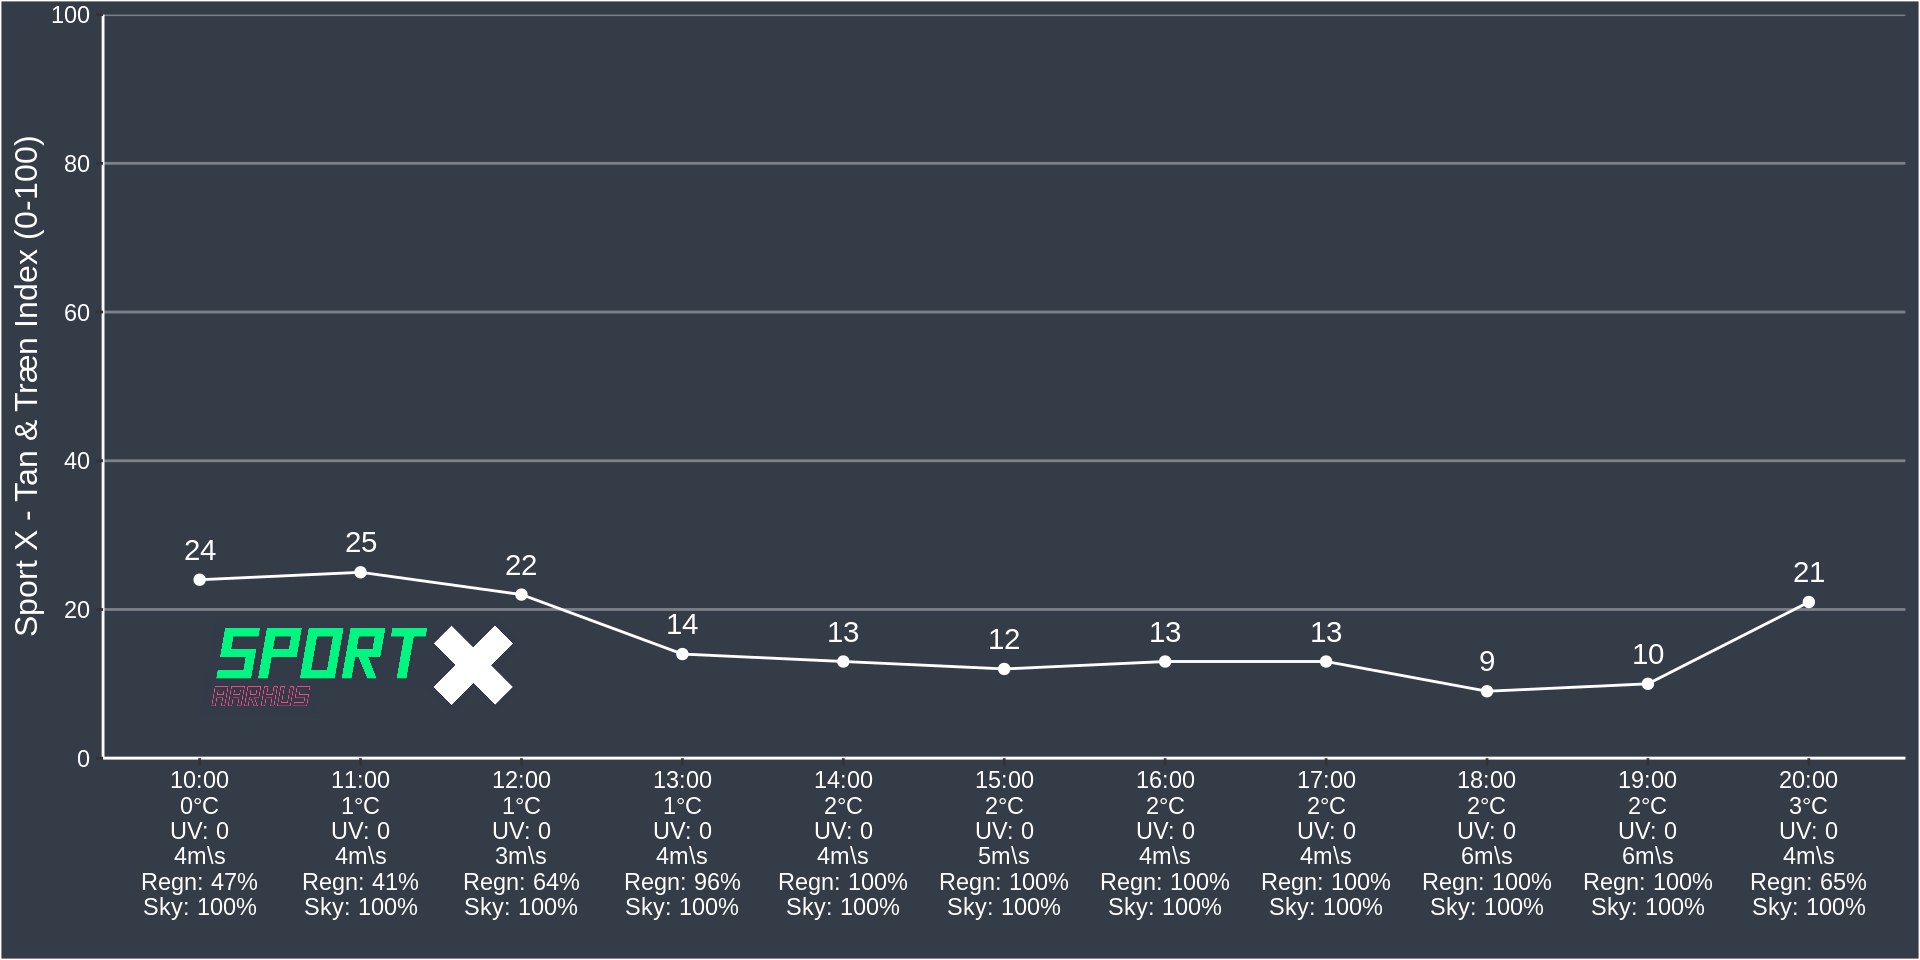 Sport X - Tan & Træn Index (0-100)
100
80
60
40
20
0
24
25
22
14
13
12
13
13
9
10
21
SPORT X
AARHUS
10:00 11:00 12:00 13:00 14:00 15:00 16:00 17:00 18:00 19:00 20:00
0°C 1°C 1°C 1°C 2°C 2°C 2°C 2°C 2°C 2°C 3°C
UV: 0 UV: 0 UV: 0 UV: 0 UV: 0 UV: 0 UV: 0 UV: 0 UV: 0 UV: 0 UV: 0
4m\s 4m\s 3m\s 4m\s 4m\s 5m\s 4m\s 4m\s 6m\s 6m\s 4m\s
Regn: 47% Regn: 41% Regn: 64% Regn: 96% Regn: 100% Regn: 100% Regn: 100% Regn: 100% Regn: 100% Regn: 100% Regn: 65%
Sky: 100% Sky: 100% Sky: 100% Sky: 100% Sky: 100% Sky: 100% Sky: 100% Sky: 100% Sky: 100% Sky: 100% Sky: 100%